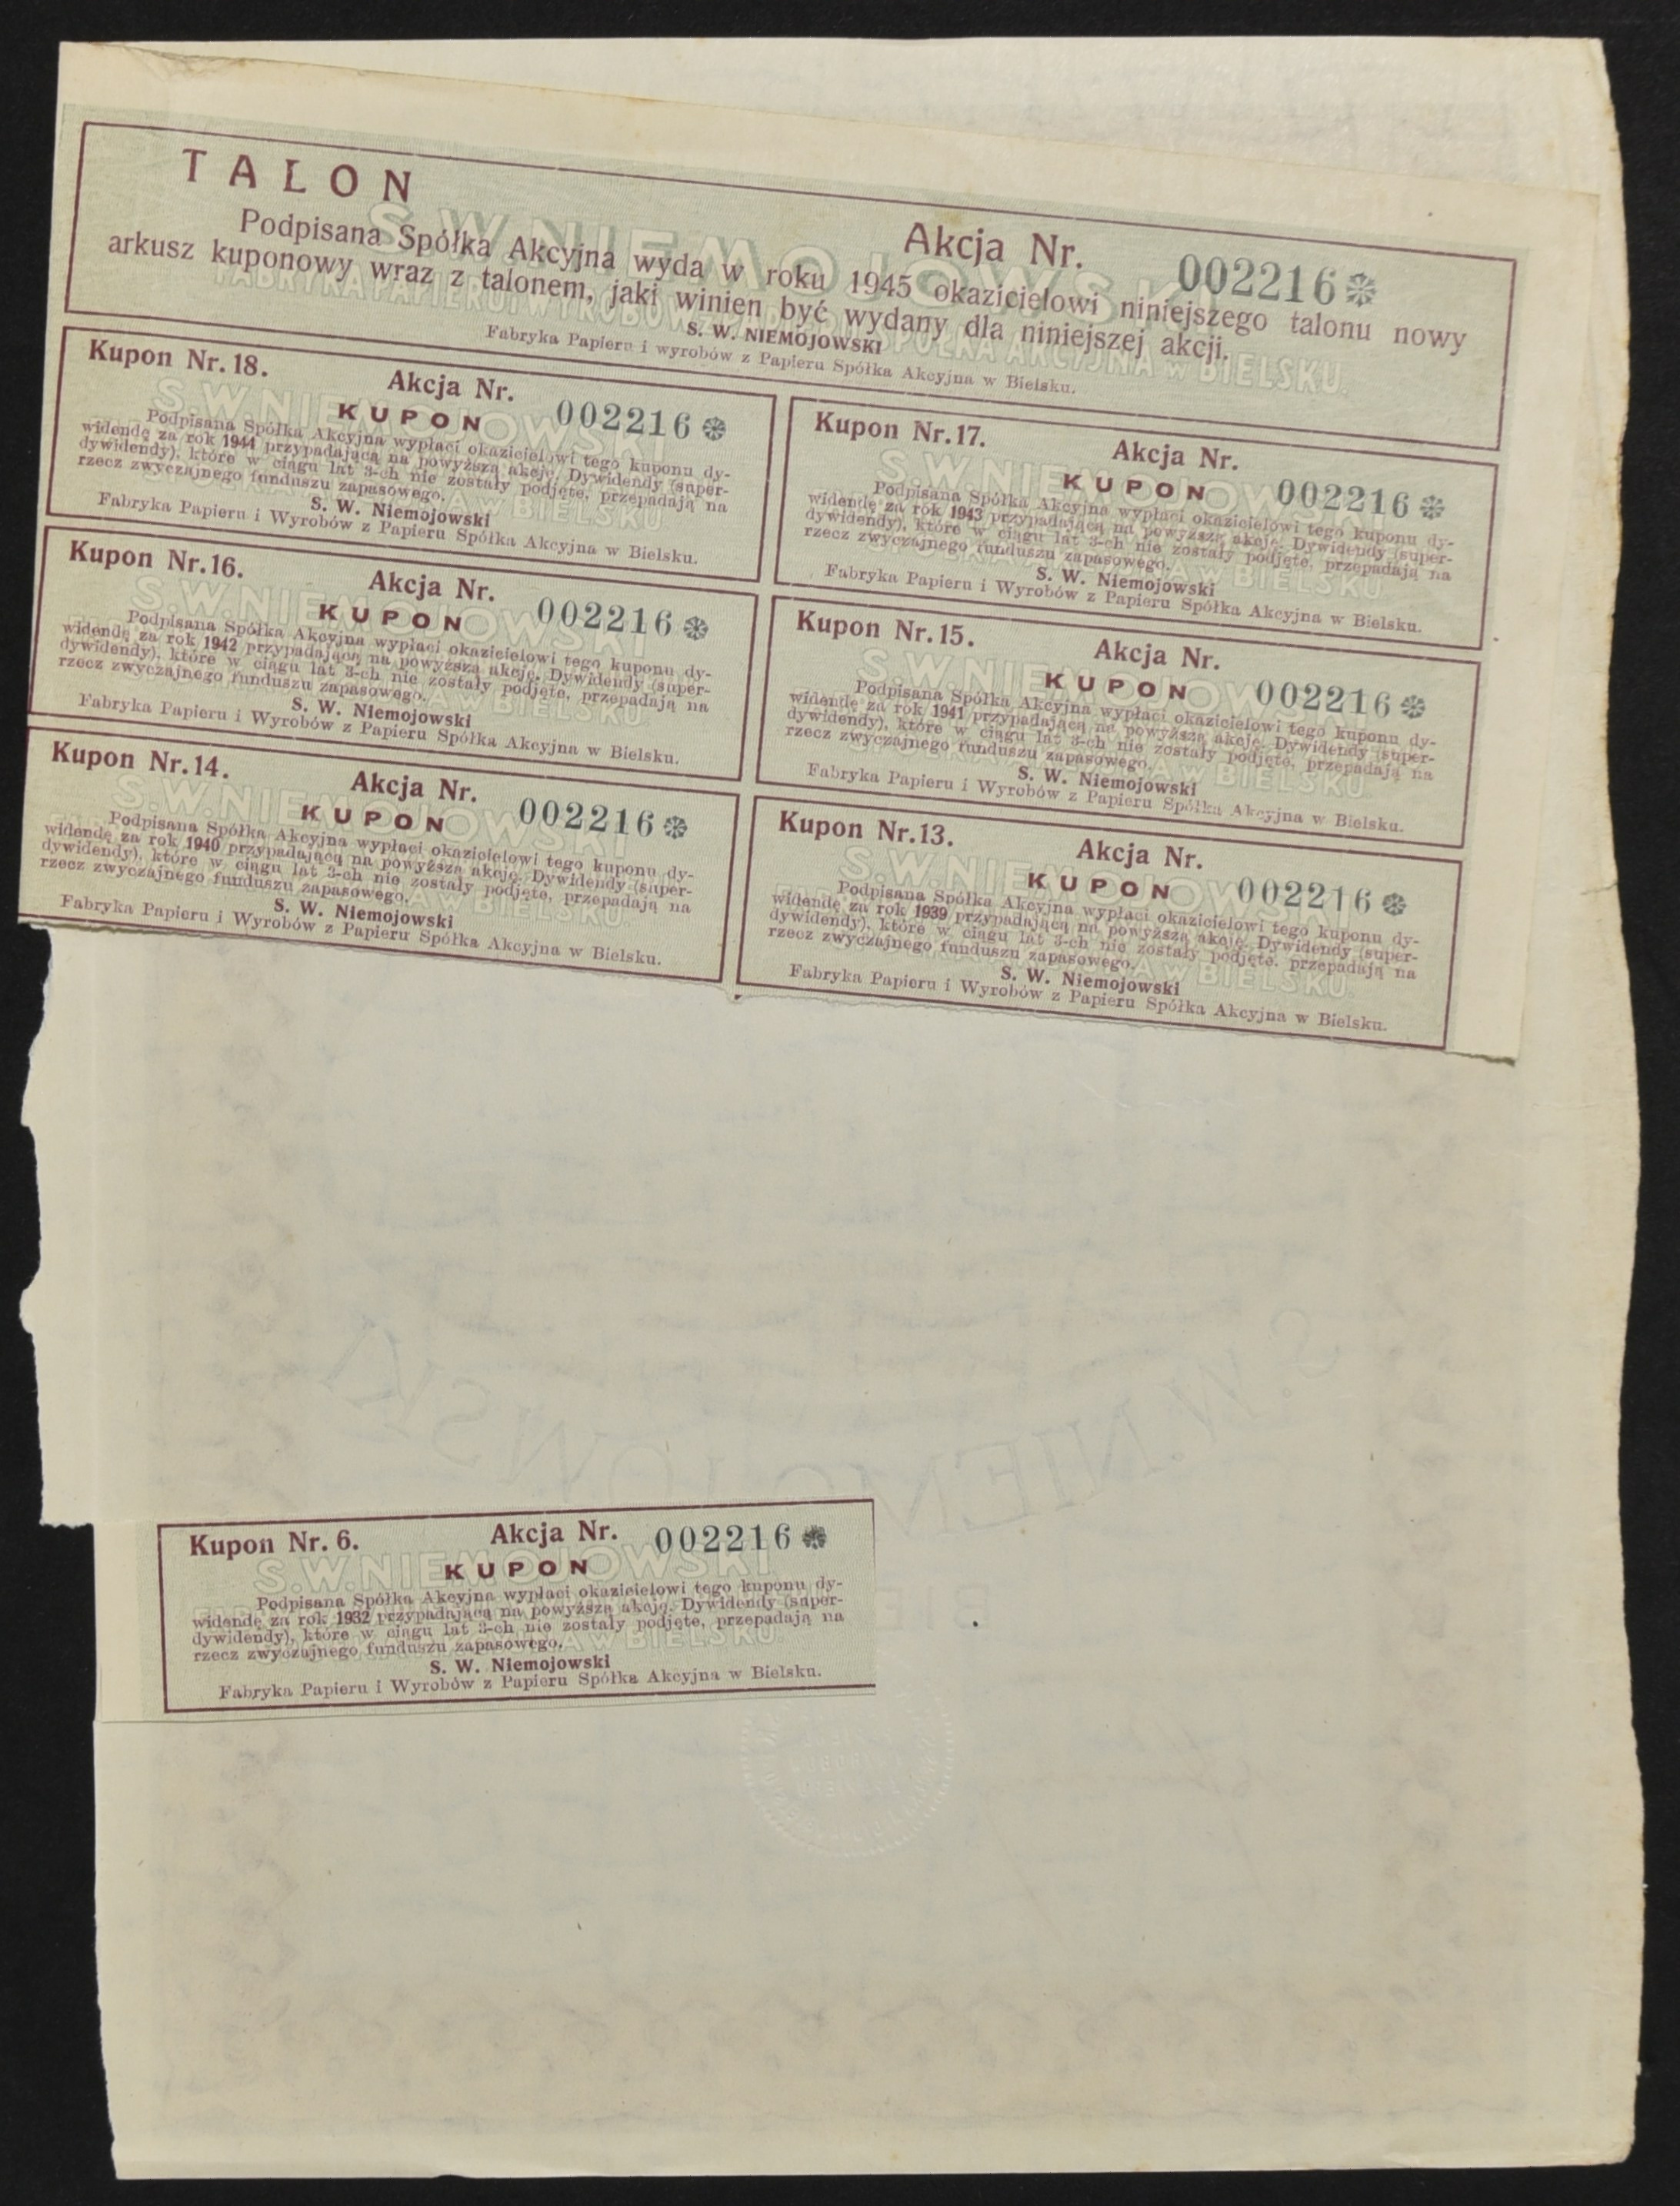 TALON
Akcja Nr. 002216
Podpisana Spółka Akcyjna wyda w roku 1945 okazicielowi niniejszego talonu nowy
arkusz kuponowy wraz z talonem, jaki winien być wydany dla niniejszej akcji.
S. W. NIEMOJOWSKI
Fabryka Papieru i wyrobów z Papieru Spółka Akcyjna w Bielsku.
Kupon Nr. 18.
Akcja Nr. 002216
KUPON
Podpisana Spółka Akcyjna wypłaci okazicielowi tego kuponu dy-
widendę za rok 1944 przypadającą na powyższą akcję. Dywidendy (super-
dywidendy), które w ciągu lat 3-ch nie zostały podjęte, przepadają na
rzecz zwyczajnego funduszu zapasowego.
S. W. Niemojowski
Fabryka Papieru i Wyrobów z Papieru Spółka Akcyjna w Bielsku.
Kupon Nr. 17.
Akcja Nr. 002216
KUPON
Podpisana Spółka Akcyjna wypłaci okazicielowi tego kuponu dy-
widendę za rok 1943 przypadającą na powyższą akcję. Dywidendy (super-
dywidendy), które w ciągu lat 3-ch nie zostały podjęte, przepadają na
rzecz zwyczajnego funduszu zapasowego.
S. W. Niemojowski
Fabryka Papieru i Wyrobów z Papieru Spółka Akcyjna w Bielsku.
Kupon Nr. 16.
Akcja Nr. 002216
KUPON
Podpisana Spółka Akcyjna wypłaci okazicielowi tego kuponu dy-
widendę za rok 1942 przypadającą na powyższą akcję. Dywidendy (super-
dywidendy), które w ciągu lat 3-ch nie zostały podjęte, przepadają na
rzecz zwyczajnego funduszu zapasowego.
S. W. Niemojowski
Fabryka Papieru i Wyrobów z Papieru Spółka Akcyjna w Bielsku.
Kupon Nr. 15.
Akcja Nr. 002216
KUPON
Podpisana Spółka Akcyjna wypłaci okazicielowi tego kuponu dy-
widendę za rok 1941 przypadającą na powyższą akcję. Dywidendy (super-
dywidendy), które w ciągu lat 3-ch nie zostały podjęte, przepadają na
rzecz zwyczajnego funduszu zapasowego.
S. W. Niemojowski
Fabryka Papieru i Wyrobów z Papieru Spółka Akcyjna w Bielsku.
Kupon Nr. 14.
Akcja Nr. 002216
KUPON
Podpisana Spółka Akcyjna wypłaci okazicielowi tego kuponu dy-
widendę za rok 1940 przypadającą na powyższą akcję. Dywidendy (super-
dywidendy), które w ciągu lat 3-ch nie zostały podjęte, przepadają na
rzecz zwyczajnego funduszu zapasowego.
S. W. Niemojowski
Fabryka Papieru i Wyrobów z Papieru Spółka Akcyjna w Bielsku.
Kupon Nr. 13.
Akcja Nr. 002216
KUPON
Podpisana Spółka Akcyjna wypłaci okazicielowi tego kuponu dy-
widendę za rok 1939 przypadającą na powyższą akcję. Dywidendy (super-
dywidendy), które w ciągu lat 3-ch nie zostały podjęte, przepadają na
rzecz zwyczajnego funduszu zapasowego.
S. W. Niemojowski
Fabryka Papieru i Wyrobów z Papieru Spółka Akcyjna w Bielsku.
Kupon Nr. 6.
Akcja Nr. 002216
KUPON
Podpisana Spółka Akcyjna wypłaci okazicielowi tego kuponu dy-
widendę za rok 1932 przypadającą na powyższą akcję. Dywidendy (super-
dywidendy), które w ciągu lat 3-ch nie zostały podjęte, przepadają na
rzecz zwyczajnego funduszu zapasowego.
S. W. Niemojowski
Fabryka Papieru i Wyrobów z Papieru Spółka Akcyjna w Bielsku.